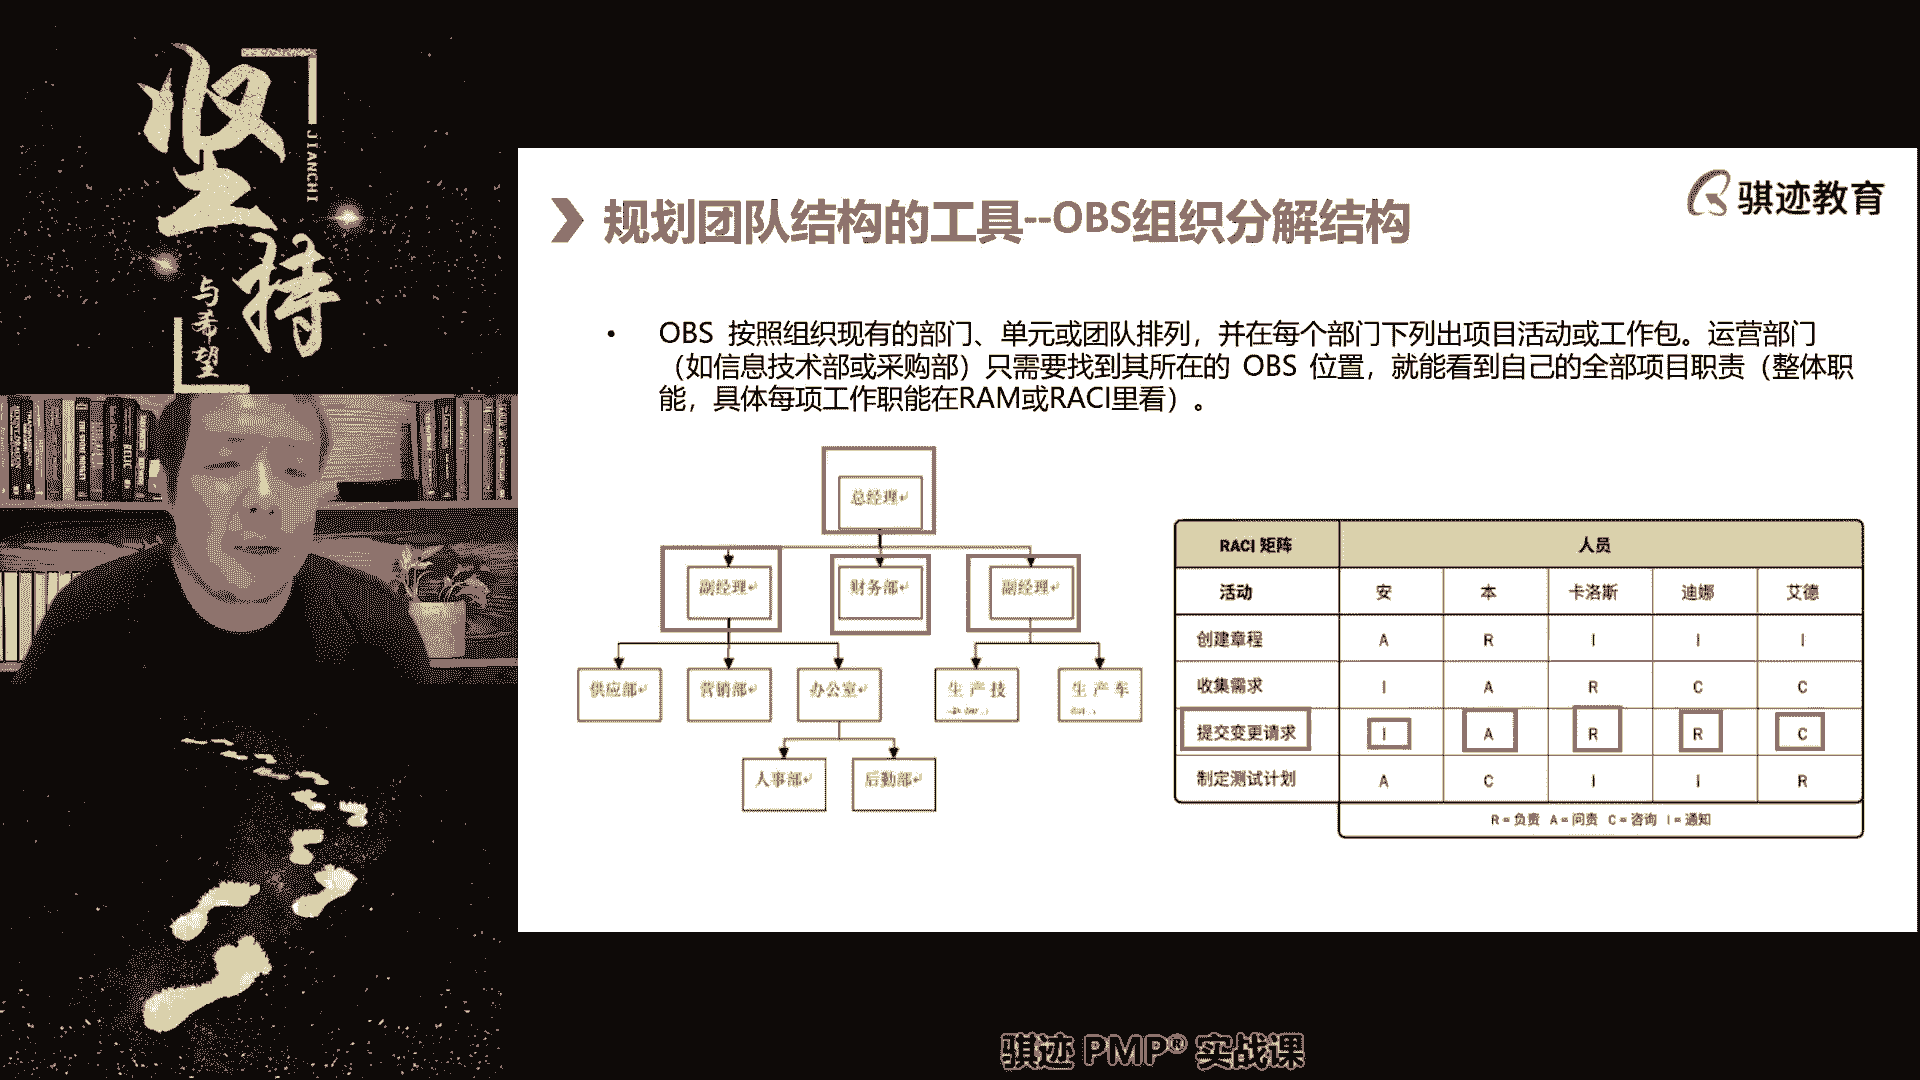 坚
持
JIANCHI
与希望
骐迹教育
规划团队结构的工具--OBS组织分解结构
• OBS 按照组织现有的部门、单元或团队排列，并在每个部门下列出项目活动或工作包。运营部门
（如信息技术部或采购部）只需要找到其所在的 OBS 位置，就能看到自己的全部项目职责（整体职
能，具体每项工作职能在RAM或RACI里看）。
总经理
副经理 财务部 副经理
供应部 营销部 办公室 生产技 生产车
人事部 后勤部
RACI 矩阵 人员
活动 安 本 卡洛斯 迪娜 艾德
创建章程 A R I I I
收集需求 I A R C C
提交变更请求 I A R R C
制定测试计划 A C I I R
R = 负责 A = 问责 C = 咨询 I = 通知
骐迹 PMP® 实战课